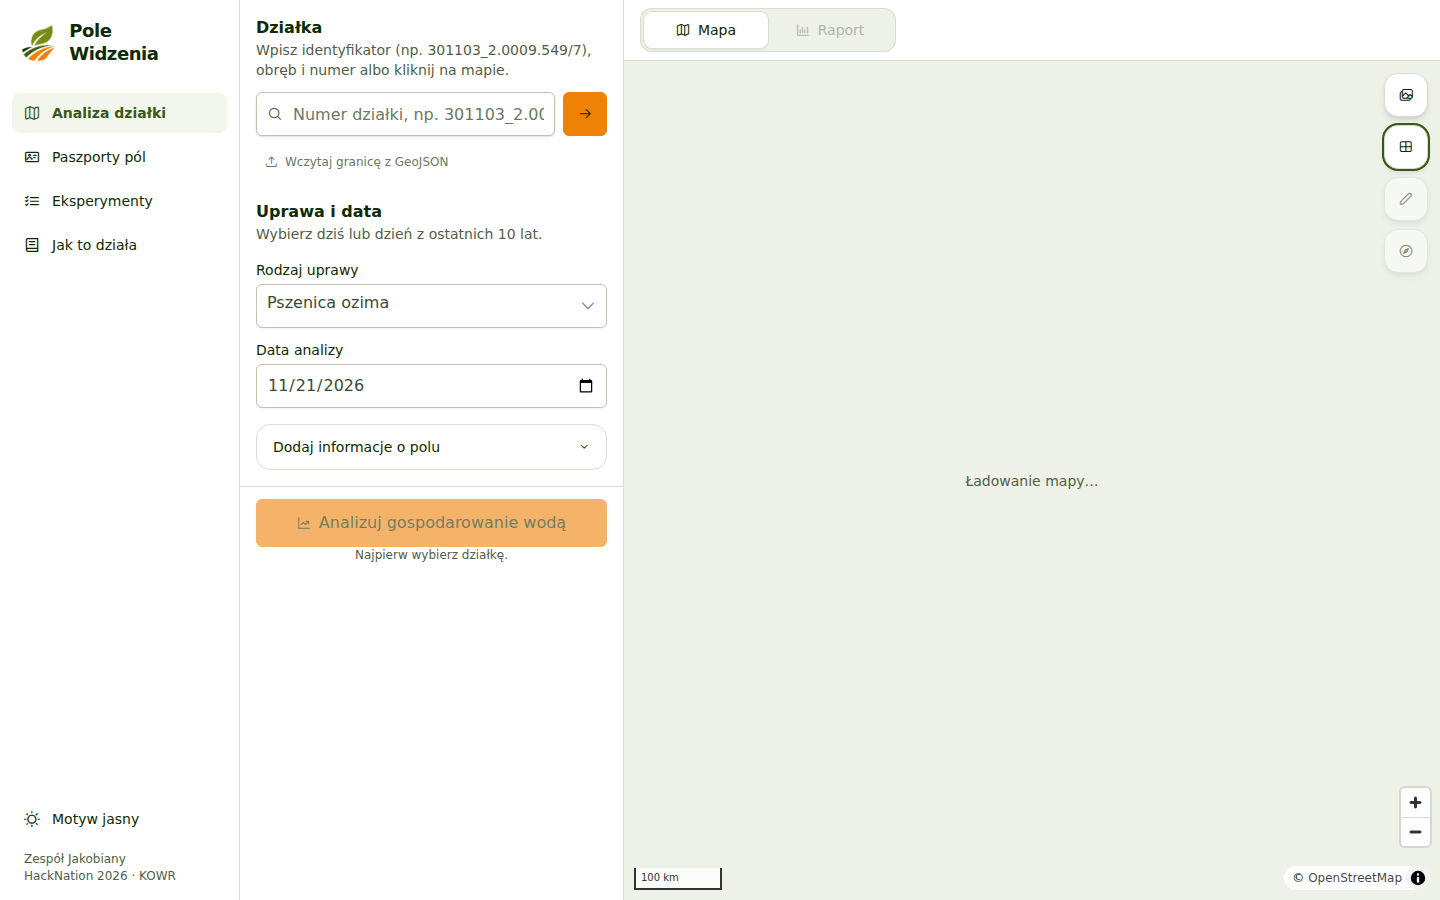 Pole
Widzenia
Analiza działki
Paszporty pól
Eksperymenty
Jak to działa
Motyw jasny
Zespół Jakobiany
HackNation 2026 · KOWR
Działka
Wpisz identyfikator (np. 301103_2.0009.549/7),
obręb i numer albo kliknij na mapie.
Numer działki, np. 301103_2.00
Wczytaj granicę z GeoJSON
Uprawa i data
Wybierz dziś lub dzień z ostatnich 10 lat.
Rodzaj uprawy
Pszenica ozima
Data analizy
11/21/2026
Dodaj informacje o polu
Analizuj gospodarowanie wodą
Najpierw wybierz działkę.
Mapa
Raport
Ładowanie mapy...
100 km
© OpenStreetMap